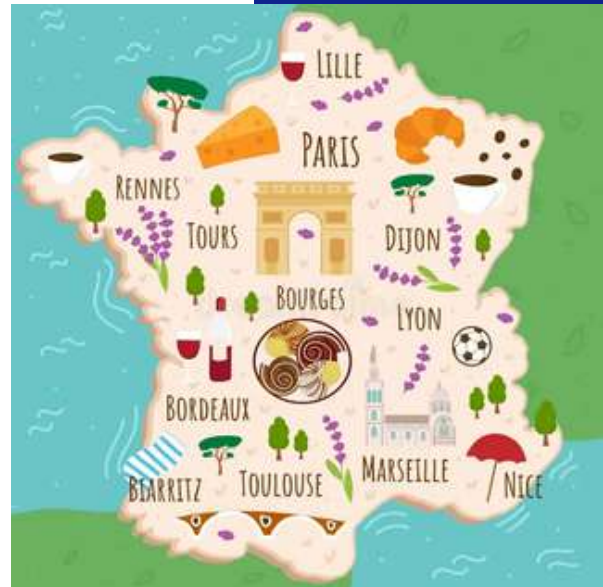 LILLE
PARIS
RENNES
TOURS
DIJON
BOURGES
LYON
BORDEAUX
MARSEILLE
TOULOUSE
BIARRITZ
NICE